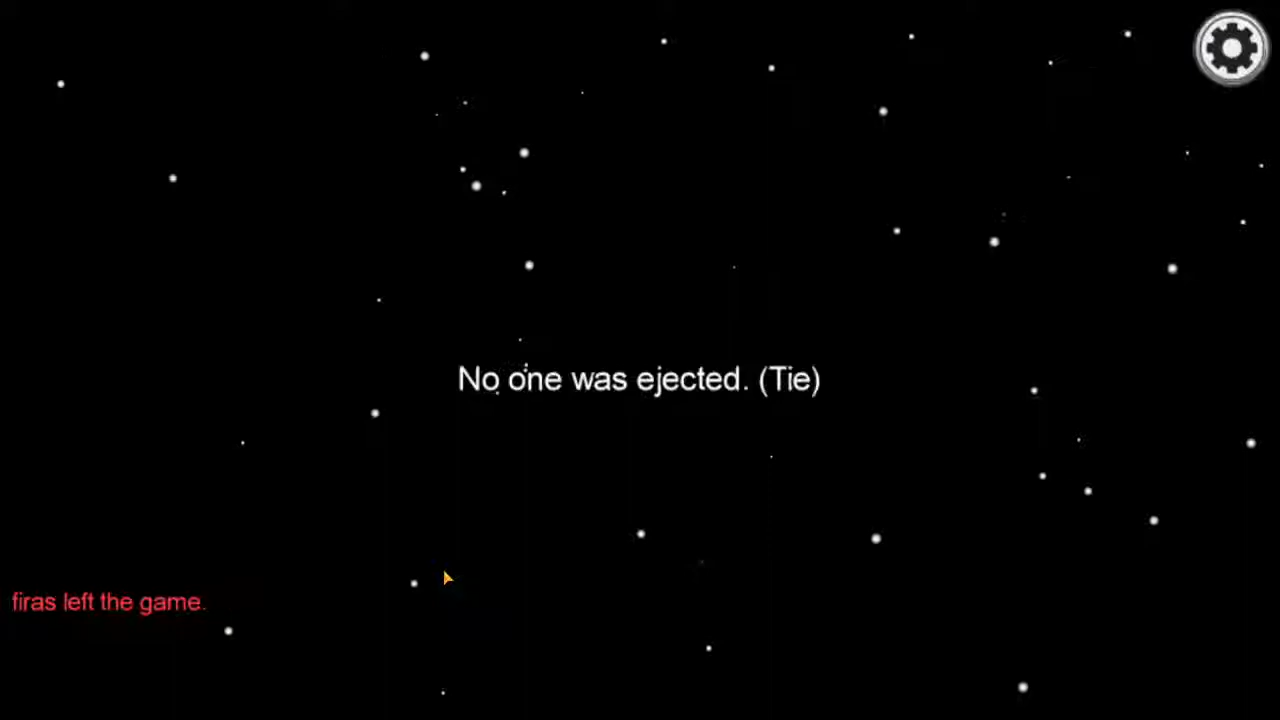 No one was ejected. (Tie)
firas left the game.